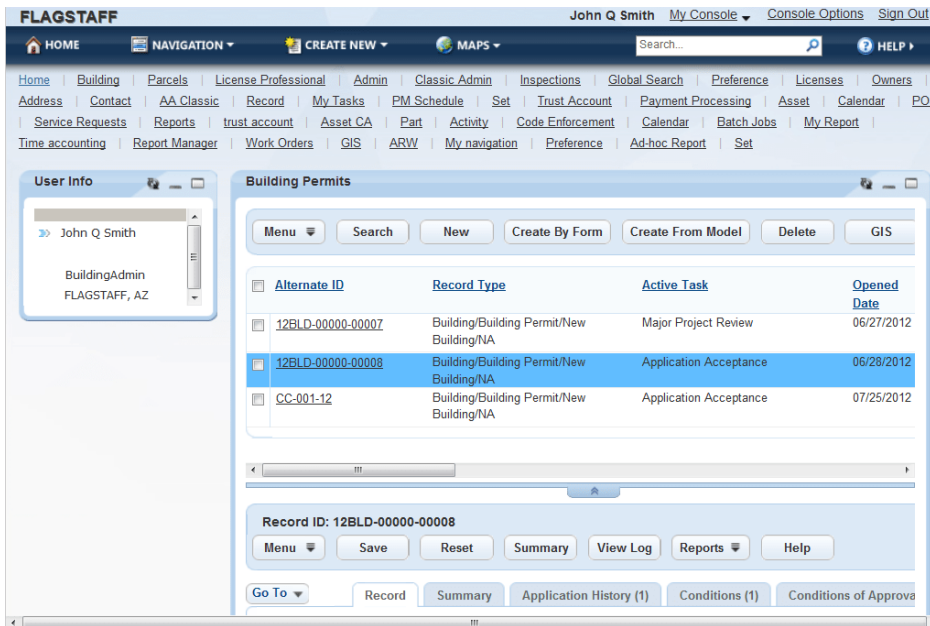 FLAGSTAFF
John Q Smith My Console Console Options Sign Out
HOME NAVIGATION CREATE NEW MAPS Search... HELP
Home | Building | Parcels | License Professional | Admin | Classic Admin | Inspections | Global Search | Preference | Licenses | Owners |
Address | Contact | AA Classic | Record | My Tasks | PM Schedule | Set | Trust Account | Payment Processing | Asset | Calendar | PO
| Service Requests | Reports | trust account | Asset CA | Part | Activity | Code Enforcement | Calendar | Batch Jobs | My Report |
Time accounting | Report Manager | Work Orders | GIS | ARW | My navigation | Preference | Ad-hoc Report | Set
User Info
John Q Smith
BuildingAdmin
FLAGSTAFF, AZ
Building Permits
Menu Search New Create By Form Create From Model Delete GIS
Alternate ID Record Type Active Task Opened
Date
12BLD-00000-00007 Building/Building Permit/New Major Project Review 06/27/2012
Building/NA
12BLD-00000-00008 Building/Building Permit/New Application Acceptance 06/28/2012
Building/NA
CC-001-12 Building/Building Permit/New Application Acceptance 07/25/2012
Building/NA
Record ID: 12BLD-00000-00008
Menu Save Reset Summary View Log Reports Help
Go To Record Summary Application History (1) Conditions (1) Conditions of Approva